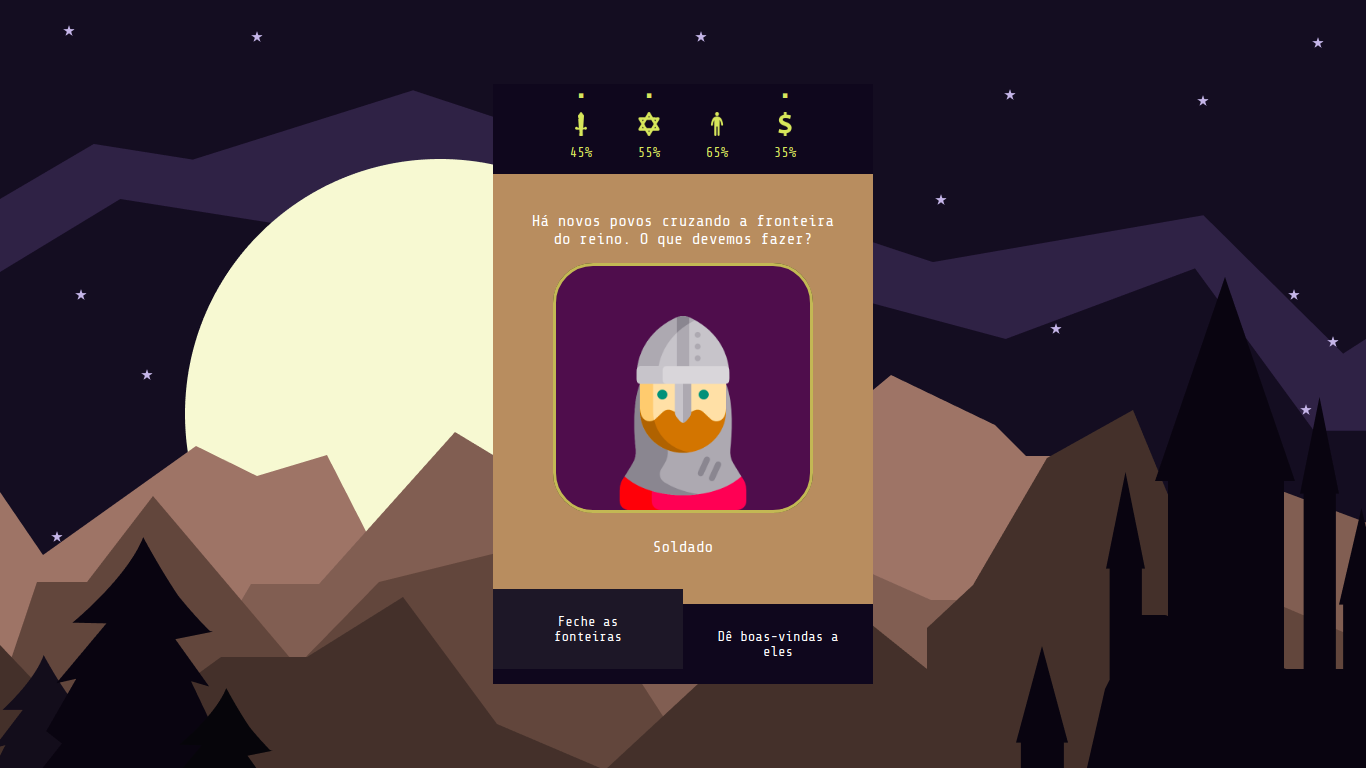 45% 55% 65% 35%
Há novos povos cruzando a fronteira
do reino. O que devemos fazer?
Soldado
Feche as
fonteiras
Dê boas-vindas a
eles